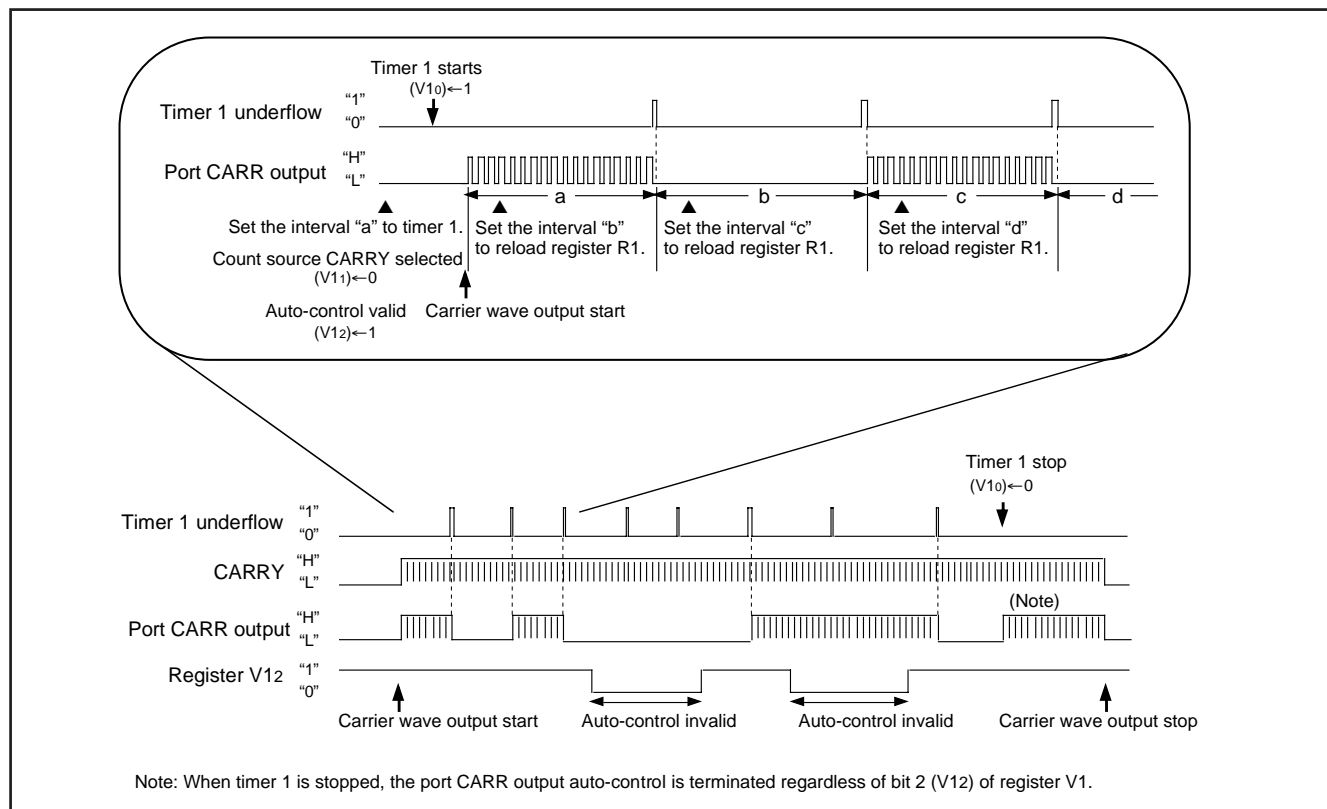 Timer 1 starts
(V10)←1
Timer 1 underflow
“1”
“0”
Port CARR output
“H”
“L”
a
b
c
d
Set the interval “a” to timer 1.
Set the interval “b”
to reload register R1.
Set the interval “c”
to reload register R1.
Set the interval “d”
to reload register R1.
Count source CARRY selected
(V11)←0
Auto-control valid
(V12)←1
Carrier wave output start
Timer 1 stop
(V10)←0
Timer 1 underflow
“1”
“0”
CARRY
“H”
“L”
(Note)
Port CARR output
“H”
“L”
Register V12
“1”
“0”
Carrier wave output start
Auto-control invalid
Auto-control invalid
Carrier wave output stop
Note: When timer 1 is stopped, the port CARR output auto-control is terminated regardless of bit 2 (V12) of register V1.